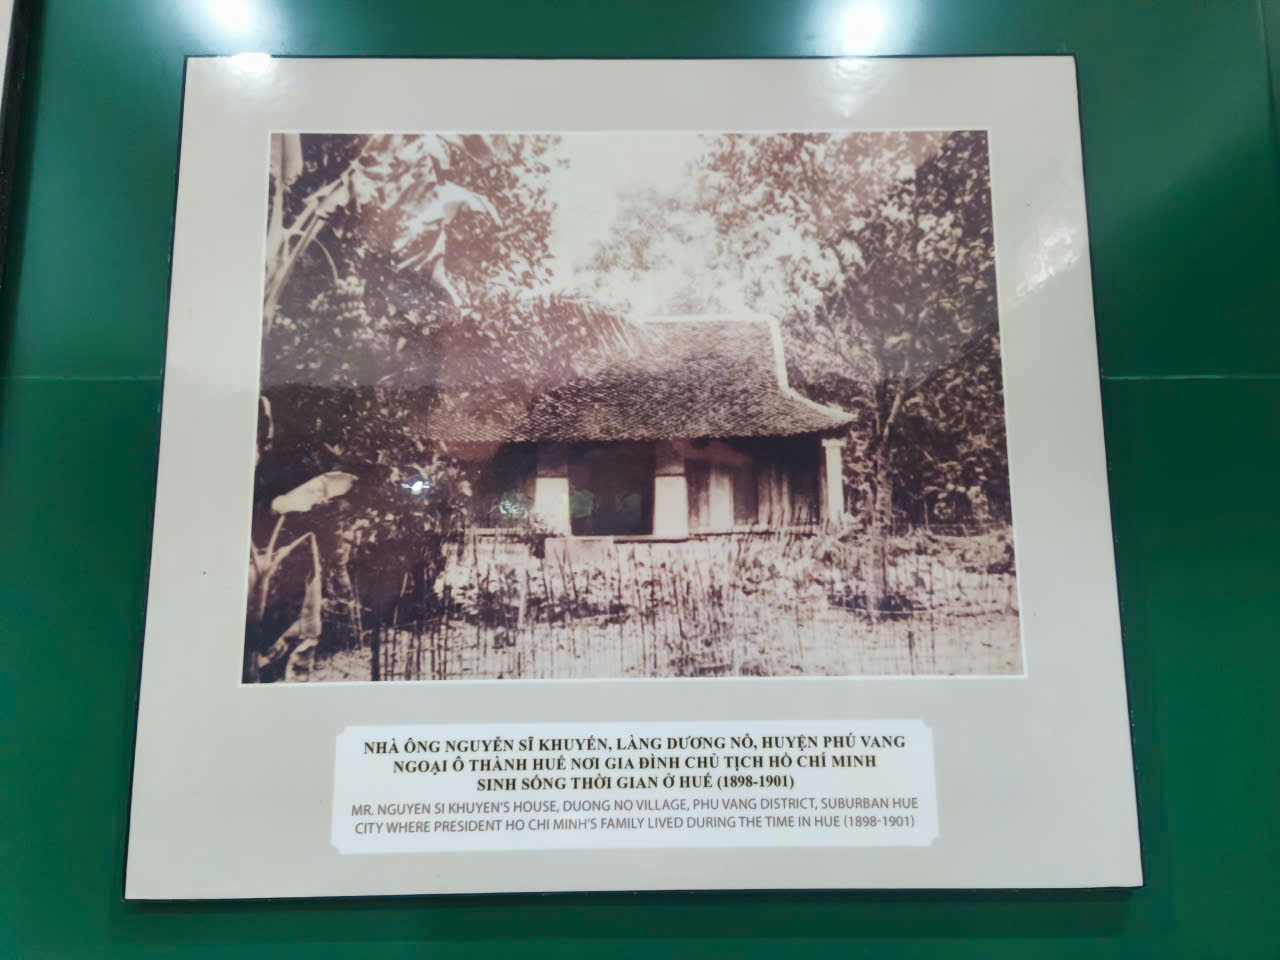 NHÀ ÔNG NGUYỄN SĨ KHUYẾN, LÀNG DƯƠNG NỖ, HUYỆN PHÚ VANG
NGOẠI Ô THÀNH HUẾ NƠI GIA ĐÌNH CHỦ TỊCH HỒ CHÍ MINH
SINH SỐNG THỜI GIAN Ở HUẾ (1898-1901)
MR. NGUYEN SI KHUYEN'S HOUSE, DUONG NO VILLAGE, PHU VANG DISTRICT, SUBURBAN HUE
CITY WHERE PRESIDENT HO CHI MINH'S FAMILY LIVED DURING THE TIME IN HUE (1898-1901)